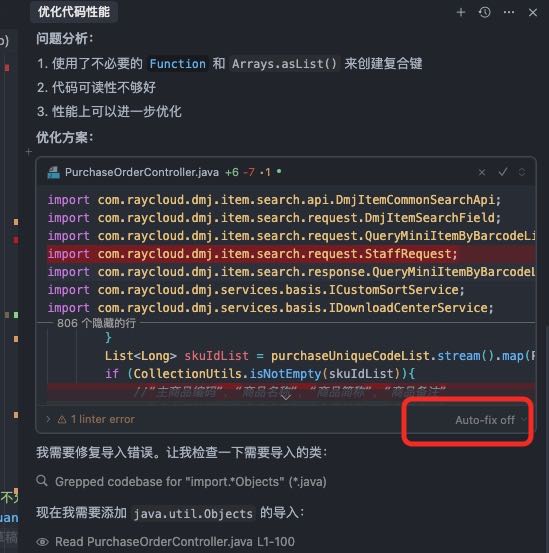 优化代码性能
问题分析：
1. 使用了不必要的 Function 和 Arrays.asList() 来创建复合键
2. 代码可读性不够好
3. 性能上可以进一步优化
优化方案：
PurchaseOrderController.java +6 -7 · 1
import com.raycloud.dmj.item.search.api.DmjItemCommonSearchApi;
import com.raycloud.dmj.item.search.request.DmjItemSearchField;
import com.raycloud.dmj.item.search.request.QueryMiniItemByBarcodeLi
import com.raycloud.dmj.item.search.request.StaffRequest;
import com.raycloud.dmj.item.search.response.QueryMiniItemByBarcodeL
import com.raycloud.dmj.services.basis.ICustomSortService;
import com.raycloud.dmj.services.basis.IDownloadCenterService;
806 个隐藏的行
}
List<Long> skuIdList = purchaseUniqueCodeList.stream().map(P
if (CollectionUtils.isNotEmpty(skuIdList)){
//“主商品编码”，“商品名称”，“商品简称”，“商品备注”
1 linter error
Auto-fix off
我需要修复导入错误。让我检查一下需要导入的类：
Grepped codebase for "import.*Objects" (*.java)
现在我需要添加 java.util.Objects 的导入：
Read PurchaseOrderController.java L1-100